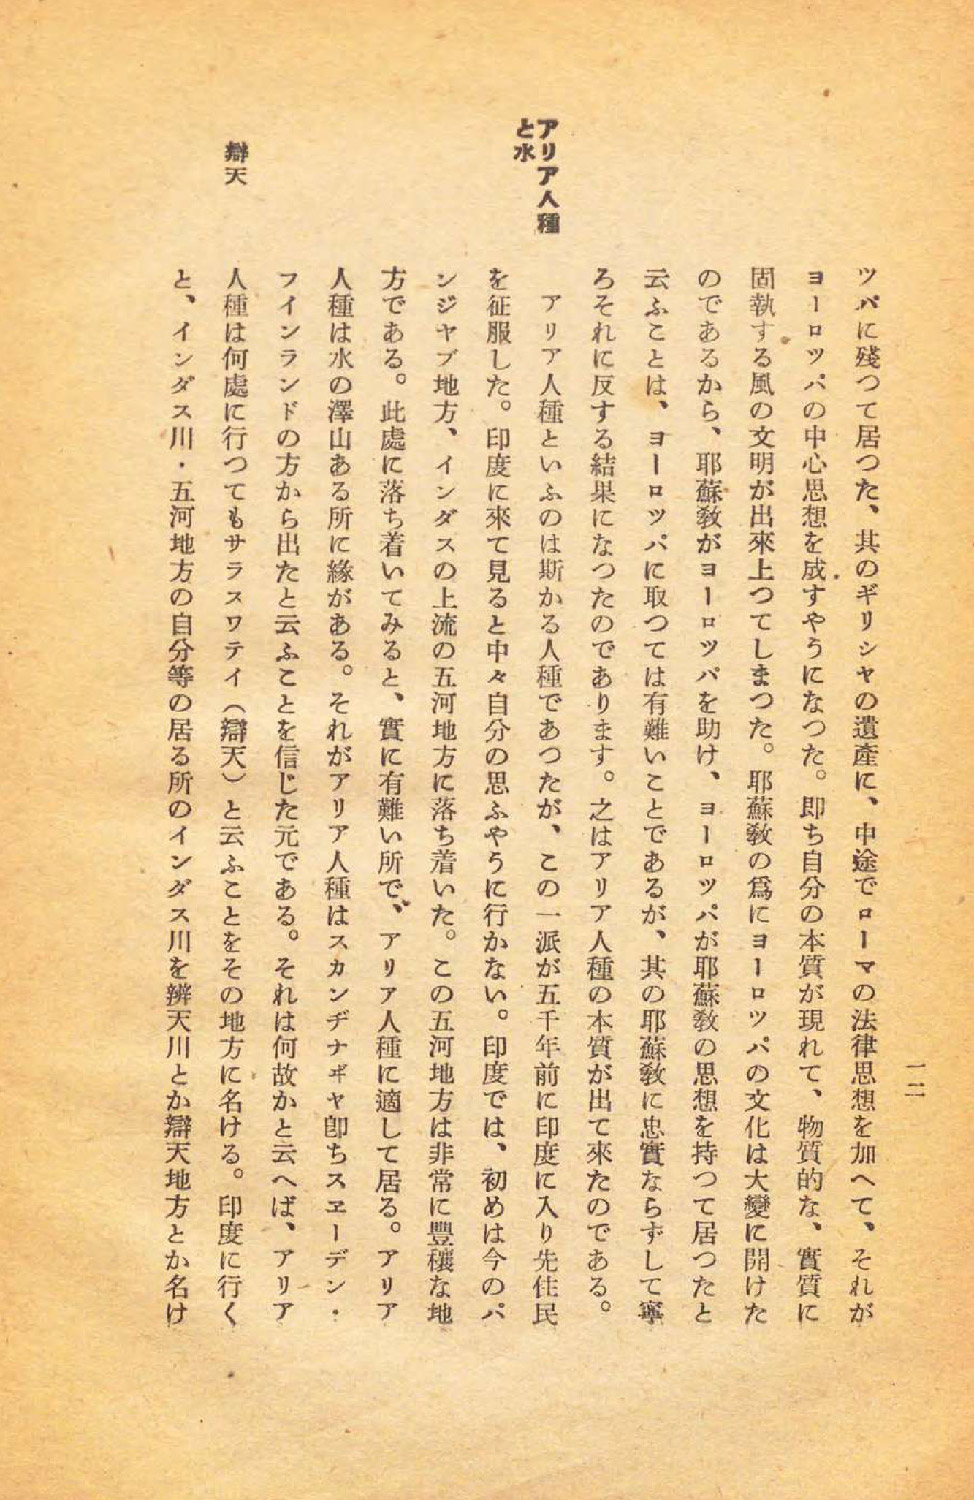 一二
ツパに殘つて居つた、其のギリシヤの遺產に、中途でローマの法律思想を加へて、それが
ヨーロツパの中心思想を成すやうになつた。卽ち自分の本質が現れて、物質的な、實質に
固執する風の文明が出來上つてしまつた。耶蘇敎の爲にヨーロツパの文化は大變に開けた
のであるから、耶蘇敎がヨーロツパを助け、ヨーロツパが耶蘇敎の思想を持つて居つたと
云ふことは、ヨーロツパに取つては有難いことであるが、其の耶蘇敎に忠實ならずして寧
ろそれに反する結果になつたのであります。之はアリア人種の本質が出て來たのである。
アリア人種
と水
アリア人種といふのは斯かる人種であつたが、この一派が五千年前に印度に入り先住民
を征服した。印度に來て見ると中々自分の思ふやうに行かない。印度では、初めは今のパ
ンジヤブ地方、インダスの上流の五河地方に落ち着いた。この五河地方は非常に豐穰な地
方である。此處に落ち着いてみると、實に有難い所で、アリア人種に適して居る。アリア
人種は水の澤山ある所に緣がある。それがアリア人種はスカンヂナヰヤ卽ちスヱーデン・
フインランドの方から出たと云ふことを信じた元である。それは何故かと云へば、アリア
辯天
人種は何處に行つてもサラスワテイ（辯天）と云ふことをその地方に名ける。印度に行く
と、インダス川・五河地方の自分等の居る所のインダス川を辨天川とか辯天地方とか名け